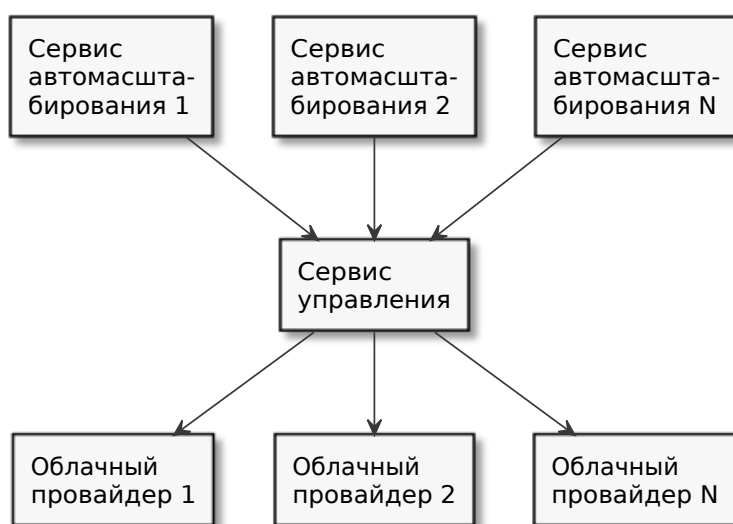 Сервис
автомасшта-
бирования 1
Сервис
автомасшта-
бирования 2
Сервис
автомасшта-
бирования N
Сервис
управления
Облачный
провайдер 1
Облачный
провайдер 2
Облачный
провайдер N